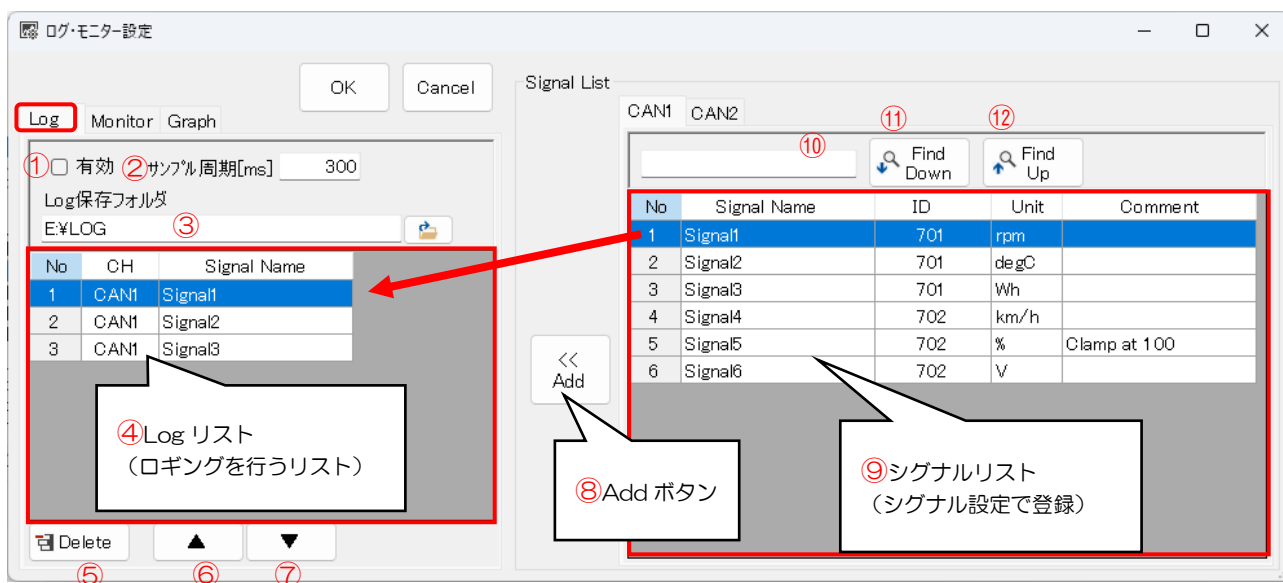 ログ・モニター設定
OK Cancel
Log Monitor Graph
① 有効 ②サンプル周期[ms] 300
Log保存フォルダ
E:¥LOG ③
No CH Signal Name
1 CAN1 Signal1
2 CAN1 Signal2
3 CAN1 Signal3
④Log リスト
（ロギングを行うリスト）
Delete ▲ ▼
⑤ ⑥ ⑦
<<
Add
⑧Add ボタン
Signal List
CAN1 CAN2
⑩ ⑪ ⑫
Find Down Find Up
No Signal Name ID Unit Comment
1 Signal1 701 rpm
2 Signal2 701 degC
3 Signal3 701 Wh
4 Signal4 702 km/h
5 Signal5 702 % Clamp at 100
6 Signal6 702 V
⑨シグナルリスト
（シグナル設定で登録）